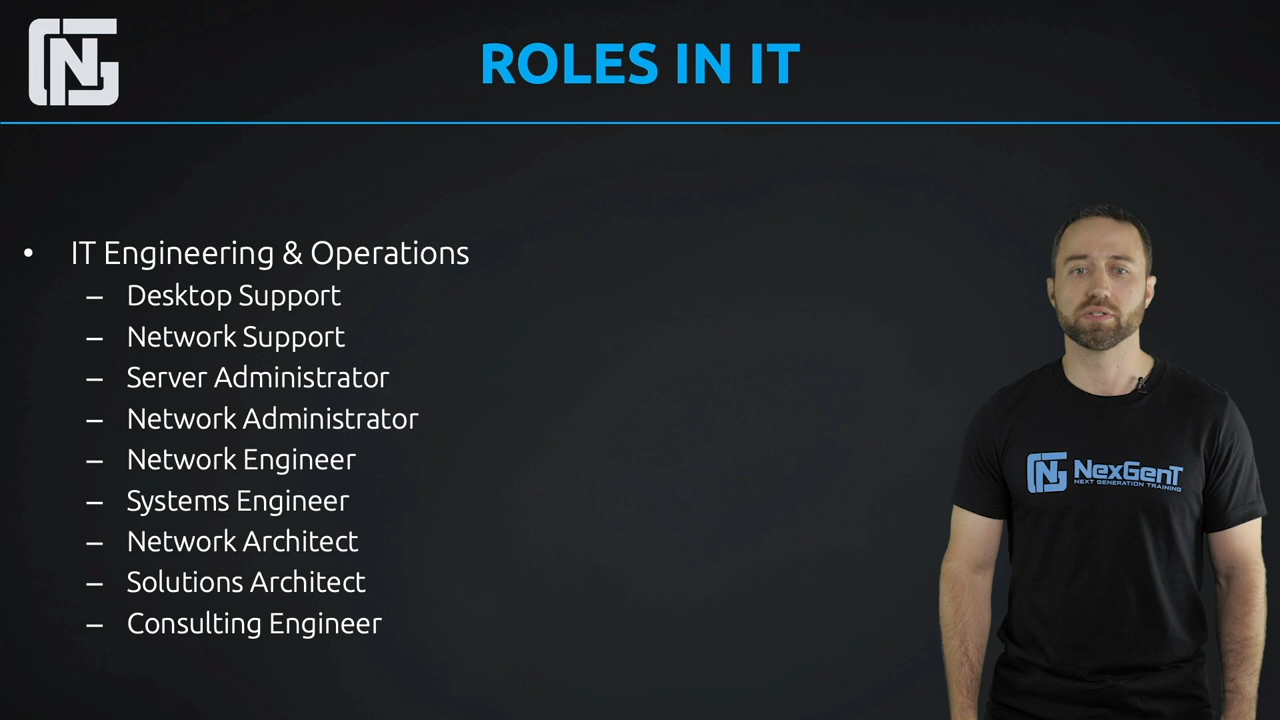 ROLES IN IT
• IT Engineering & Operations
– Desktop Support
– Network Support
– Server Administrator
– Network Administrator
– Network Engineer
– Systems Engineer
– Network Architect
– Solutions Architect
– Consulting Engineer
NexGenT
NEXT GENERATION TRAINING